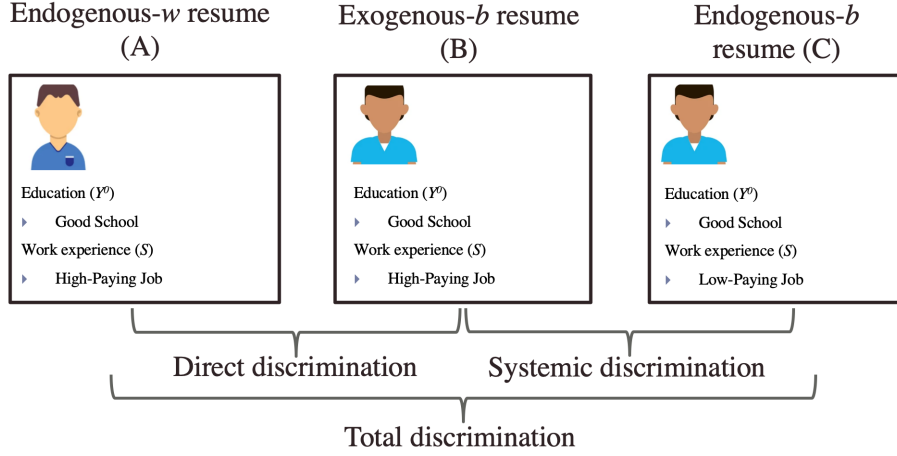 Endogenous-w resume
(A)
Exogenous-b resume
(B)
Endogenous-b
resume (C)
Education (Y⁰)
Good School
Work experience (S)
High-Paying Job
Education (Y⁰)
Good School
Work experience (S)
High-Paying Job
Education (Y⁰)
Good School
Work experience (S)
Low-Paying Job
Direct discrimination
Systemic discrimination
Total discrimination